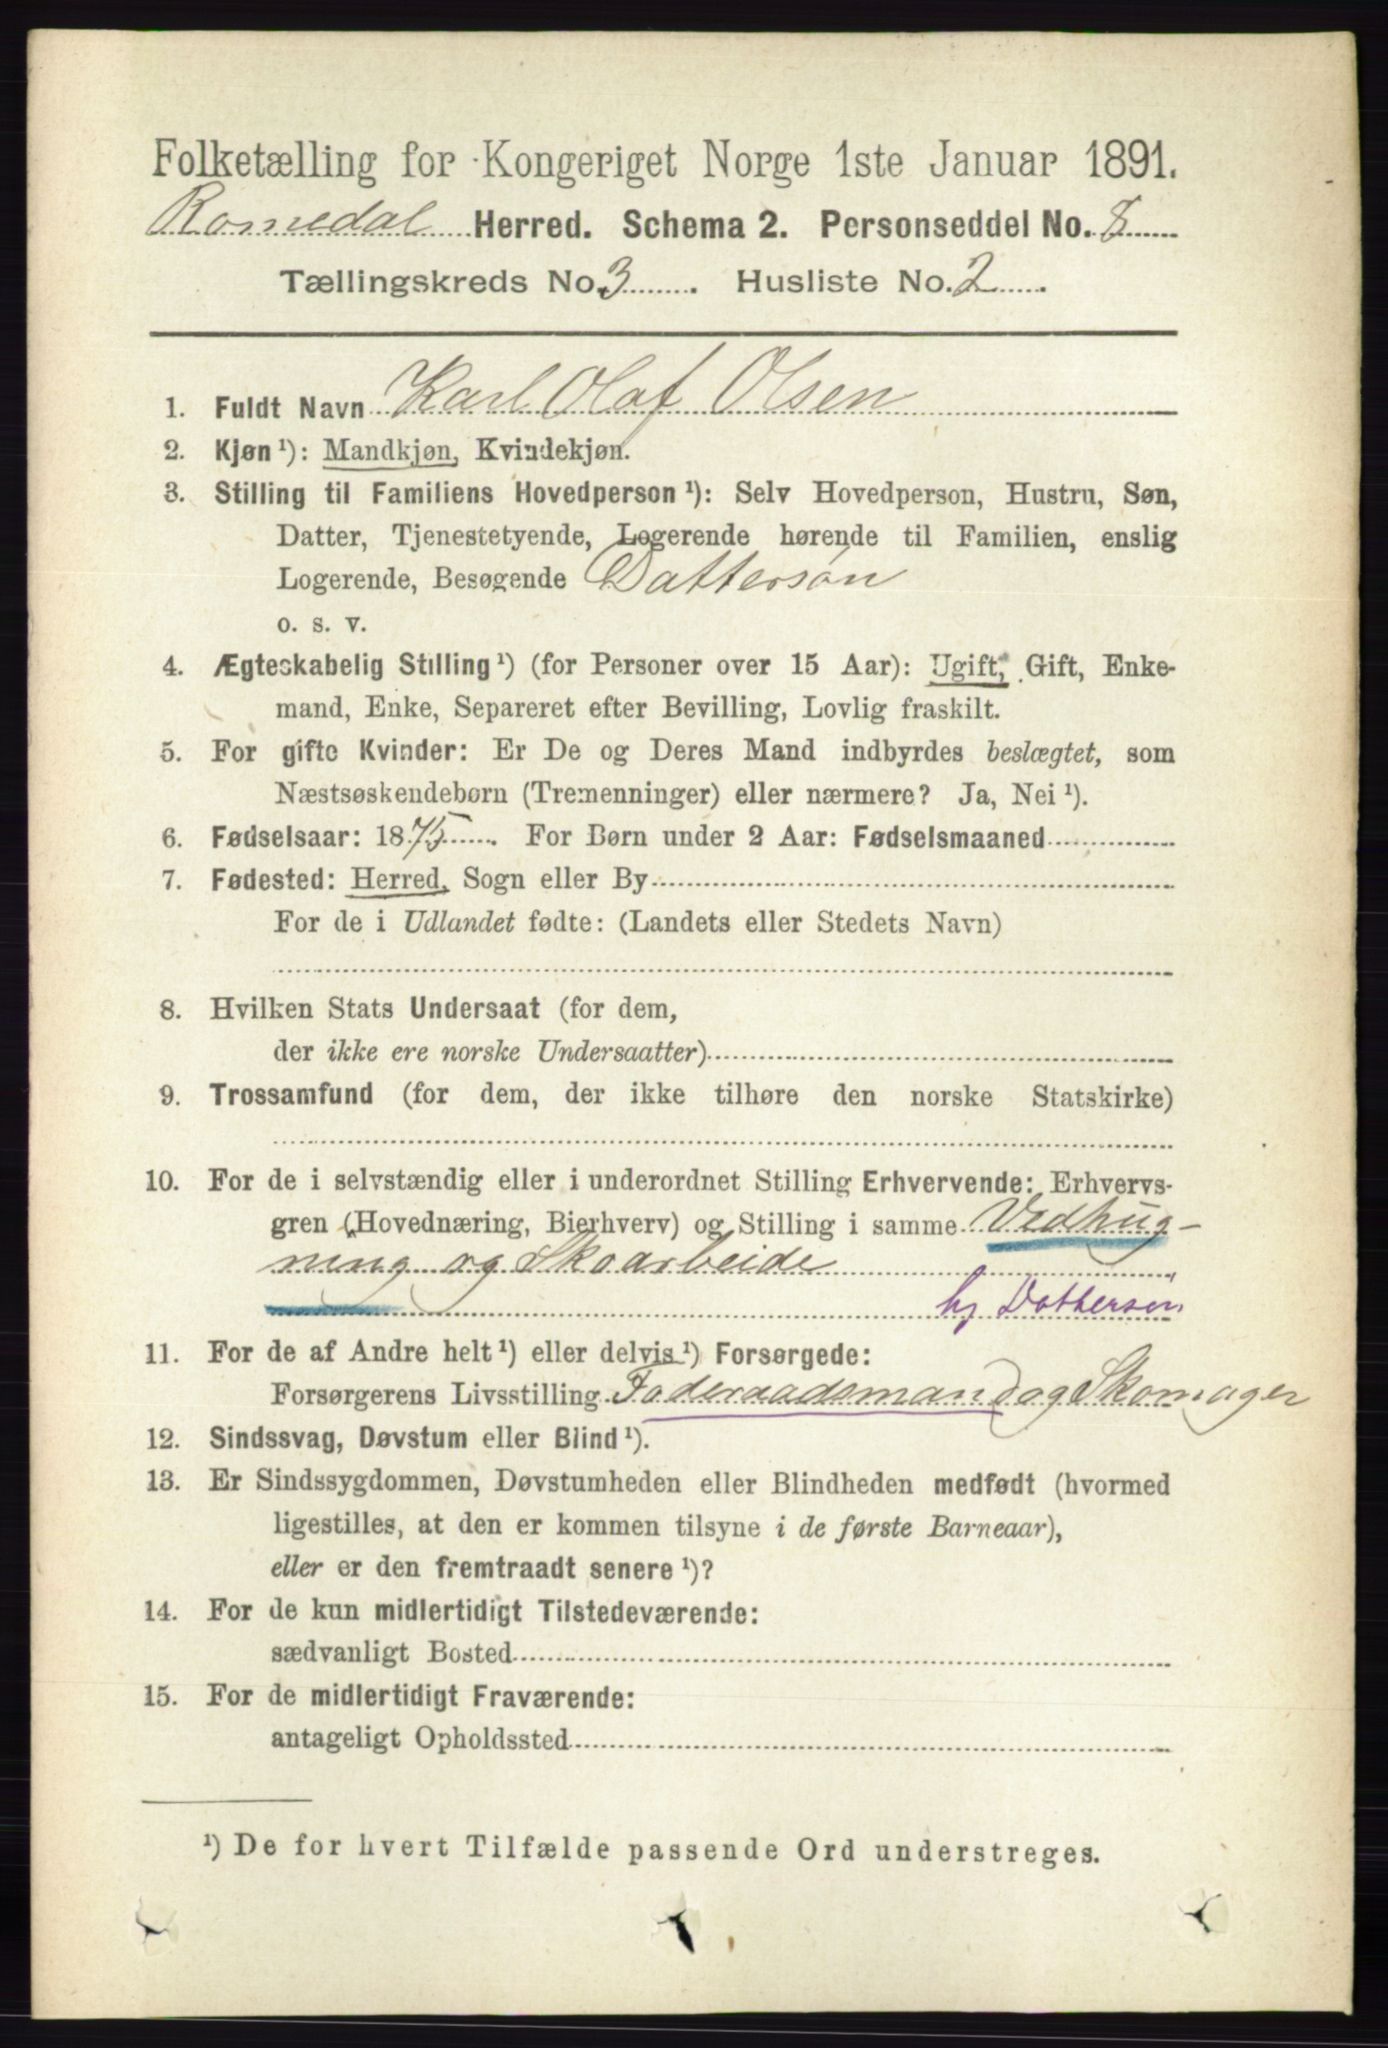 Folketælling for Kongeriget Norge 1ste Januar 1891.
Romedal Herred. Schema 2. Personseddel No. 8
Tællingskreds No. 3. Husliste No. 2
1. Fuldt Navn Karl Olaf Olsen
2. Kjøn ¹): Mandkjøn, Kvindekjøn.
3. Stilling til Familiens Hovedperson ¹): Selv Hovedperson, Hustru, Søn,
Datter, Tjenestetyende, Logerende hørende til Familien, enslig
Logerende, Besøgende Dattersøn
o. s. v.
4. Ægteskabelig Stilling ¹) (for Personer over 15 Aar): Ugift, Gift, Enke-
mand, Enke, Separeret efter Bevilling, Lovlig fraskilt.
5. For gifte Kvinder: Er De og Deres Mand indbyrdes beslægtet, som
Næstsøskendebørn (Tremenninger) eller nærmere? Ja, Nei ¹).
6. Fødselsaar: 1875. For Børn under 2 Aar: Fødselsmaaned
7. Fødested: Herred, Sogn eller By
For de i Udlandet fødte: (Landets eller Stedets Navn)
8. Hvilken Stats Undersaat (for dem,
der ikke ere norske Undersaatter)
9. Trossamfund (for dem, der ikke tilhøre den norske Statskirke)
10. For de i selvstændig eller i underordnet Stilling Erhvervende: Erhvervs-
gren (Hovednæring, Bierhverv) og Stilling i samme Vedhug-
ning og Skoarbeide
hj Dattersøn
11. For de af Andre helt ¹) eller delvis ¹) Forsørgede:
Forsørgerens Livsstilling Føderaadsmand og Skomager
12. Sindssvag, Døvstum eller Blind ¹).
13. Er Sindssygdommen, Døvstumheden eller Blindheden medfødt (hvormed
ligestilles, at den er kommen tilsyne i de første Barneaar),
eller er den fremtraadt senere ¹)?
14. For de kun midlertidigt Tilstedeværende:
sædvanligt Bosted
15. For de midlertidigt Fraværende:
antageligt Opholdssted
¹) De for hvert Tilfælde passende Ord understreges.